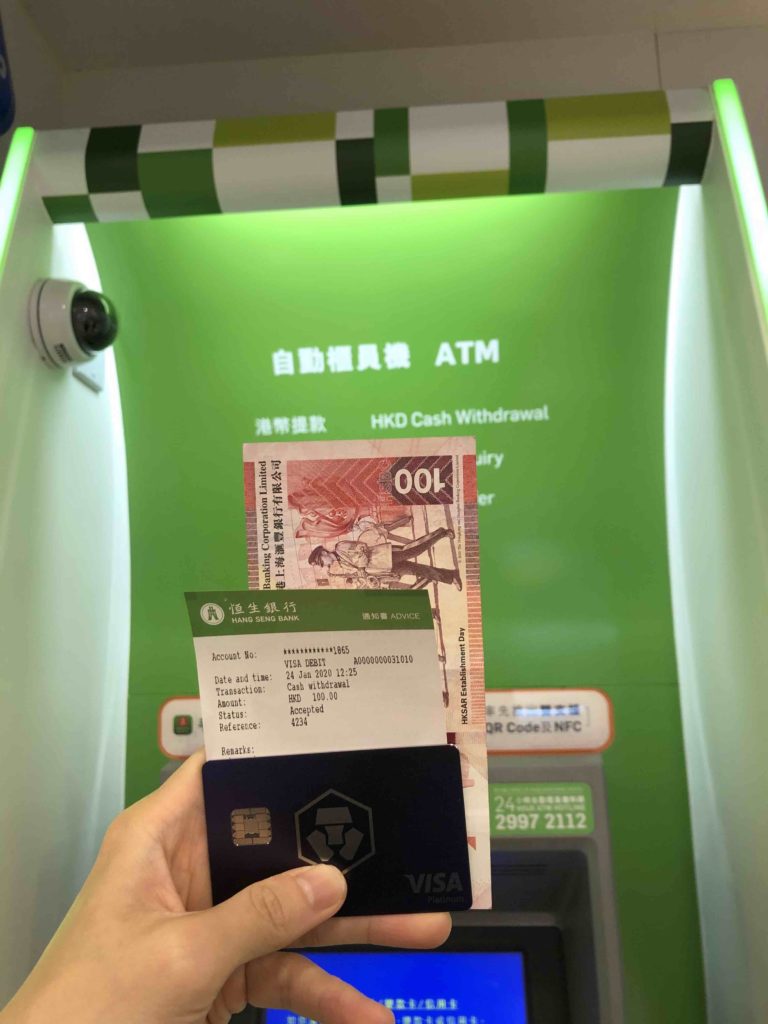 自動櫃員機 ATM
港幣提款 HKD Cash Withdrawal
uiry
er
100
Banking Corporation Limited
港上海滙豐銀行有限公司
HKSAR Establishment Day
恒生銀行
HANG SENG BANK
通知書 ADVICE
Account No: ************1865
VISA DEBIT A0000000031010
Date and time: 24 Jan 2020 12:25
Transaction: Cash withdrawal
Amount: HKD 100.00
Status: Accepted
Reference: 4234
Remarks:
QR Code及NFC
24
2997 2112
VISA
Platinum